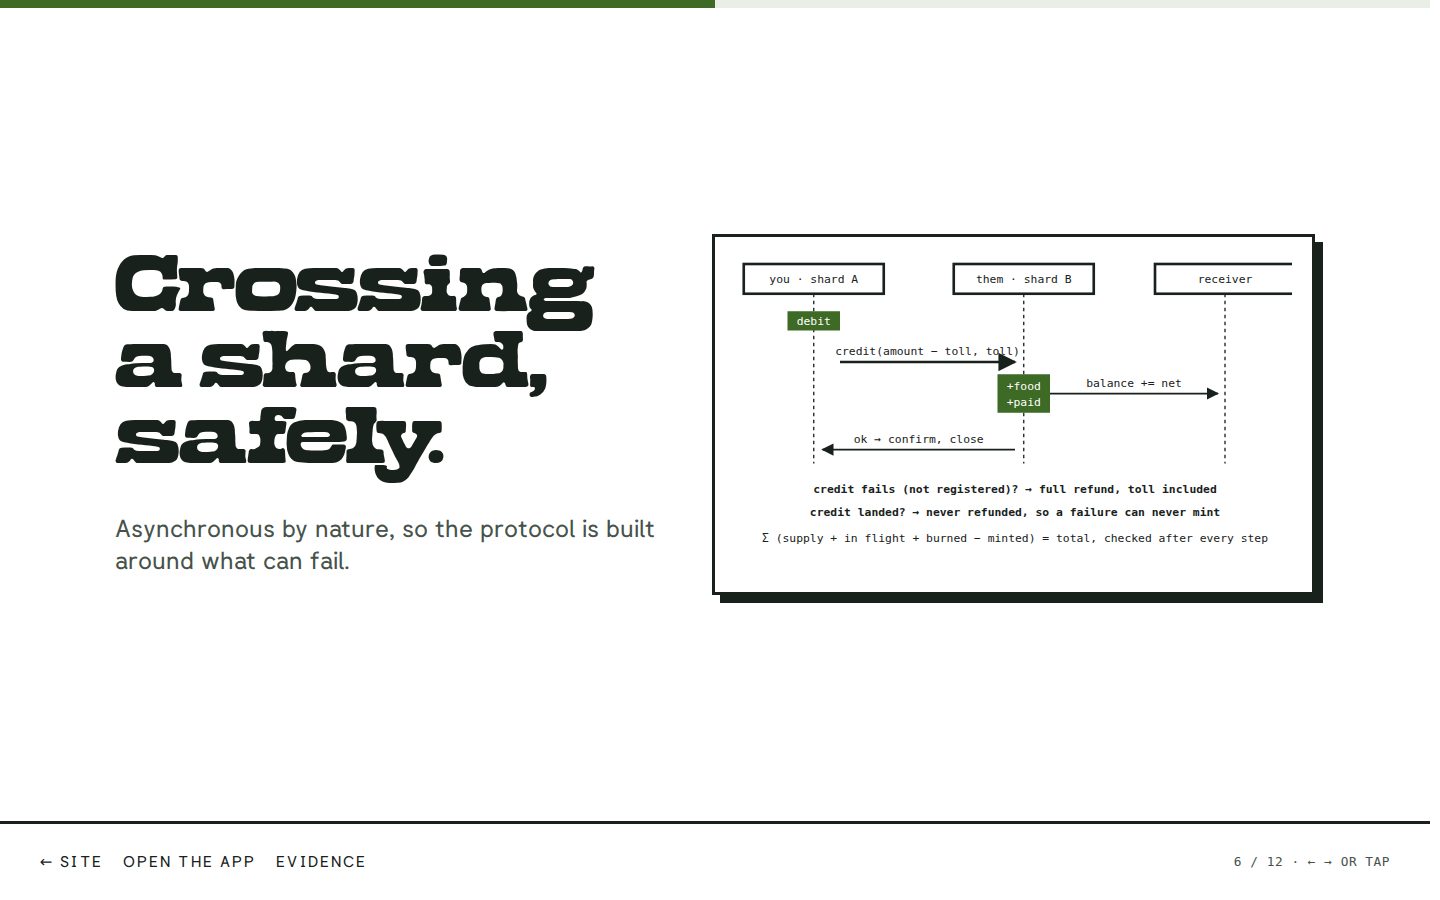 Crossing
a shard,
safely.
Asynchronous by nature, so the protocol is built
around what can fail.
you · shard A
them · shard B
receiver
debit
credit(amount − toll, toll)
+food
+paid
balance += net
ok → confirm, close
credit fails (not registered)? → full refund, toll included
credit landed? → never refunded, so a failure can never mint
Σ (supply + in flight + burned − minted) = total, checked after every step
← SITE OPEN THE APP EVIDENCE
6 / 12 · ← → OR TAP